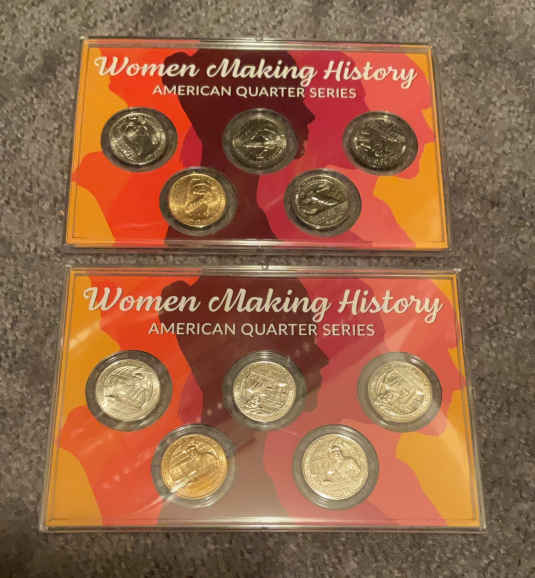 Women Making History
AMERICAN QUARTER SERIES
Women Making History
AMERICAN QUARTER SERIES